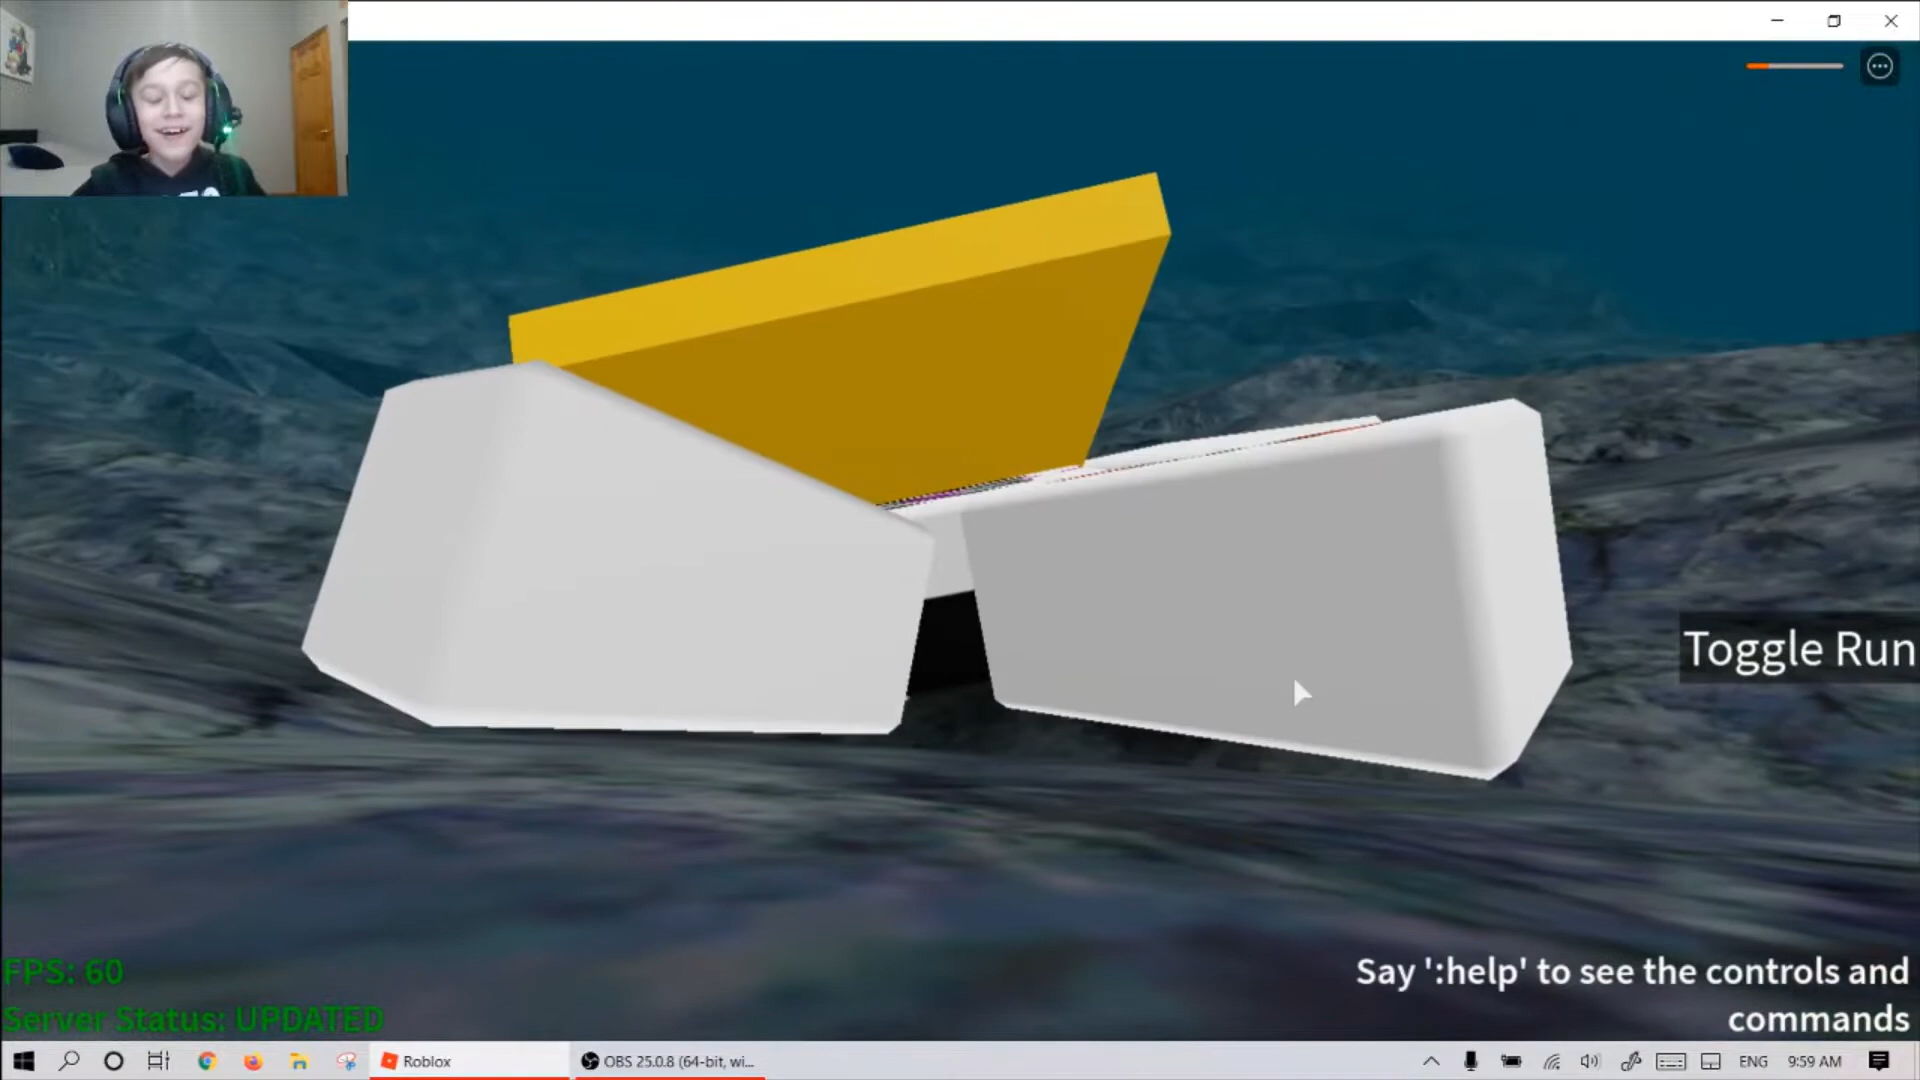 Toggle Run
FPS: 60
Server Status: UPDATED
Say ':help' to see the controls and
commands
Roblox
OBS 25.0.8 (64-bit, wi...
ENG
9:59 AM